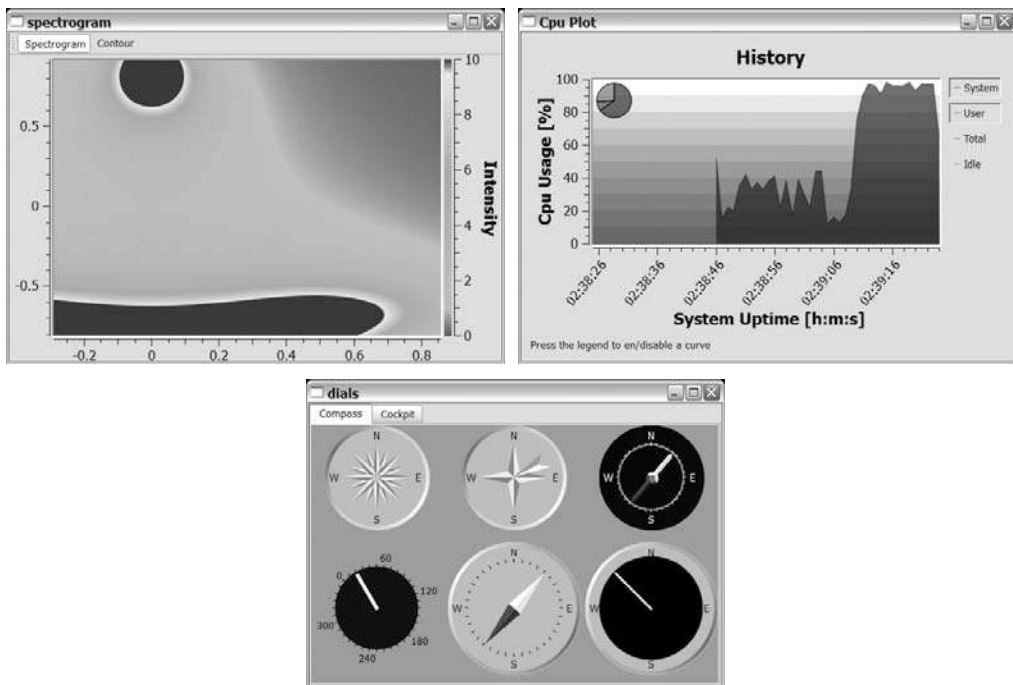 spectrogram
Spectrogram Contour
10
8
6
4
2
0
Intensity
0.5
0
-0.5
-0.2 0 0.2 0.4 0.6 0.8
Cpu Plot
History
100
80
60
40
20
0
Cpu Usage [%]
System
User
Total
Idle
02:38:26 02:38:36 02:38:46 02:38:56 02:39:06 02:39:16
System Uptime [h:m:s]
Press the legend to en/disable a curve
dials
Compass Cockpit
N
W E
S
N
W E
S
N
W E
S
0 60 120 180 240 300
N
W E
S
N
W E
S